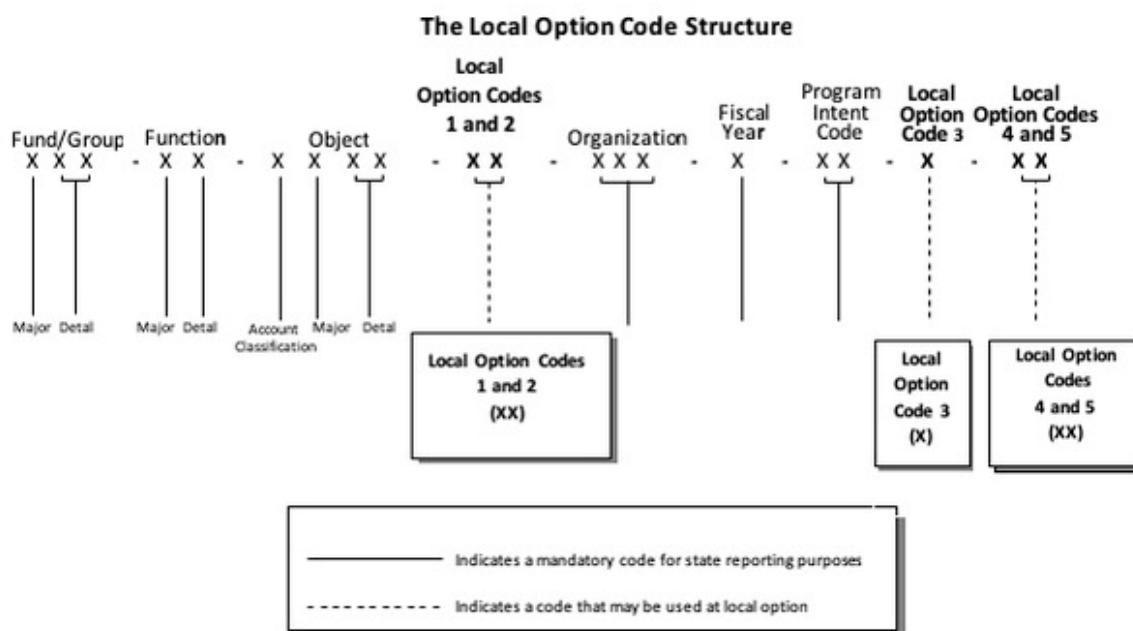 The Local Option Code Structure
Local
Option Codes
1 and 2
Program
Intent
Code
Local
Option
Code 3
Local
Option Codes
4 and 5
Fiscal
Year
Fund/Group
Function
Object
Organization
X X X - X X - X X X X - X X - X X X - X - X X - X - X X
Major Detal Major Detal Account Classification Major Detal
Local Option Codes
1 and 2
(XX)
Local
Option
Code 3
(X)
Local Option
Codes
4 and 5
(XX)
Indicates a mandatory code for state reporting purposes
Indicates a code that may be used at local option